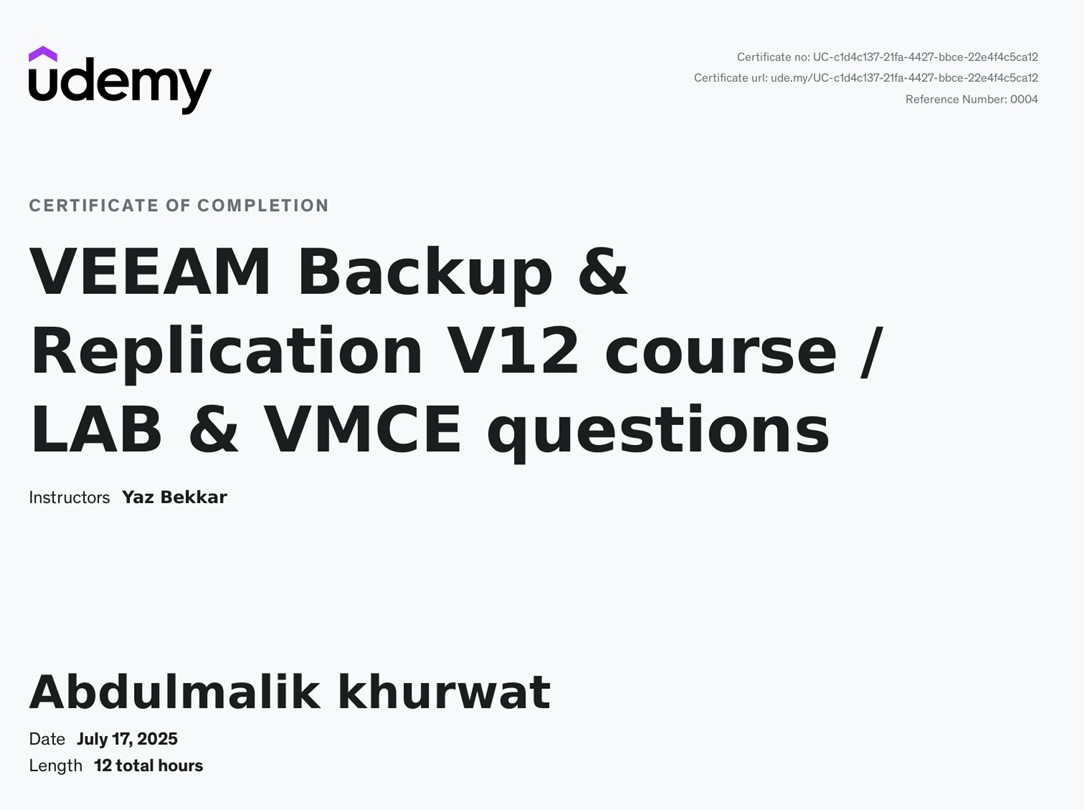 udemy
Certificate no: UC-c1d4c137-21fa-4427-bbce-22e4f4c5ca12
Certificate url: ude.my/UC-c1d4c137-21fa-4427-bbce-22e4f4c5ca12
Reference Number: 0004
CERTIFICATE OF COMPLETION
VEEAM Backup &
Replication V12 course /
LAB & VMCE questions
Instructors Yaz Bekkar
Abdulmalik khurwat
Date July 17, 2025
Length 12 total hours